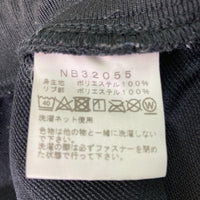 NB32055
身生地 ポリエステル100%
リブ部 ポリエステル100%
洗濯ネット使用
色物は他の物と一緒に洗濯しない
で下さい。
洗濯の際は必ずファスナーを閉じ
た状態で行って下さい。